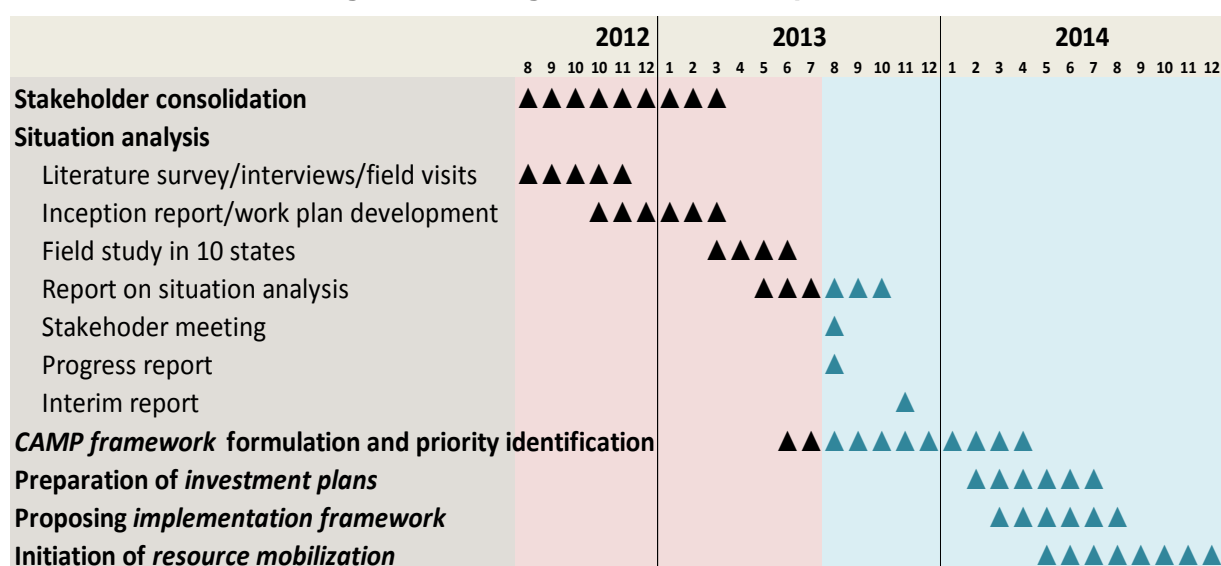 2012 2013 2014
8 9 10 10 11 12 1 2 3 4 5 6 7 8 9 10 11 12 1 2 3 4 5 6 7 8 9 10 11 12
Stakeholder consolidation
Situation analysis
Literature survey/interviews/field visits
Inception report/work plan development
Field study in 10 states
Report on situation analysis
Stakehoder meeting
Progress report
Interim report
CAMP framework formulation and priority identification
Preparation of investment plans
Proposing implementation framework
Initiation of resource mobilization